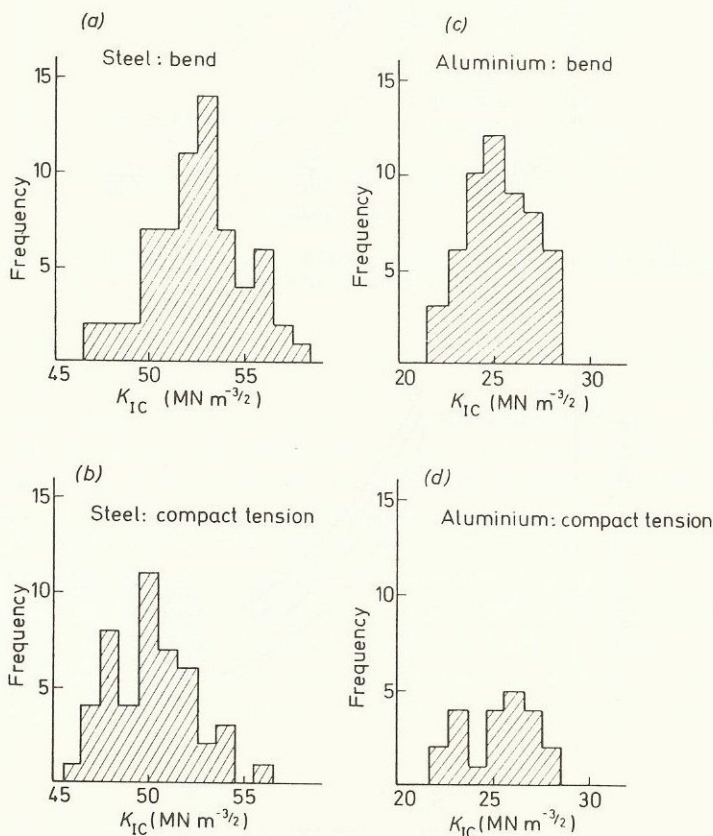 (a)
Steel: bend
15
10
5
Frequency
45 50 55
K_IC (MN m^-3/2)
(c)
Aluminium: bend
15
10
5
Frequency
20 25 30
K_IC (MN m^-3/2)
(b)
Steel: compact tension
15
10
5
Frequency
45 50 55
K_IC (MN m^-3/2)
(d)
Aluminium: compact tension
15
10
5
Frequency
20 25 30
K_IC (MN m^-3/2)